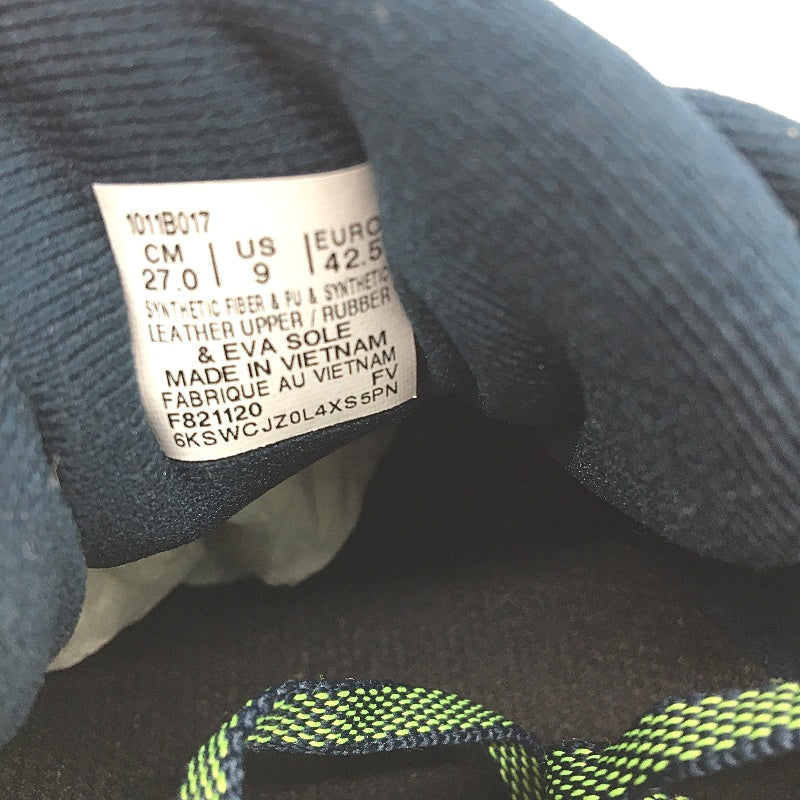 1011B017
CM | US | EURO
27.0 | 9 | 42.5
SYNTHETIC FIBER & PU & SYNTHETIC
LEATHER UPPER / RUBBER
& EVA SOLE
MADE IN VIETNAM
FABRIQUE AU VIETNAM
F821120 FV
6KSWCJZ0L4XS5PN